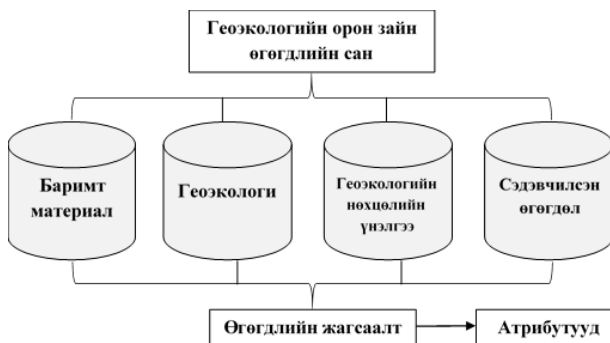 Геоэкологийн орон зайн
өгөгдлийн сан
Баримт
материал
Геоэкологи
Геоэкологийн
нөхцөлийн
үнэлгээ
Сэдэвчилсэн
өгөгдөл
Өгөгдлийн жагсаалт
Атрибутууд